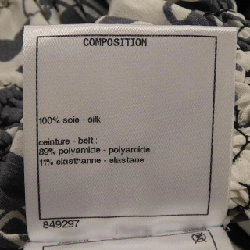 COMPOSITION
100% soie - silk
ceinture - belt :
89% polyamide - polyamide
11% elasthanne - elastane
849297